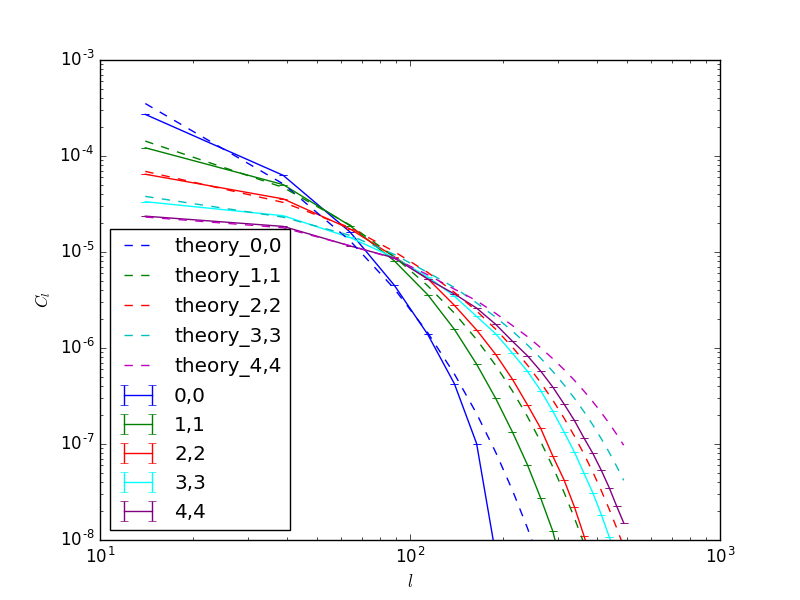 10^-3
10^-4
10^-5
10^-6
10^-7
10^-8
C_l
theory_0,0
theory_1,1
theory_2,2
theory_3,3
theory_4,4
0,0
1,1
2,2
3,3
4,4
10^1 10^2 10^3
l